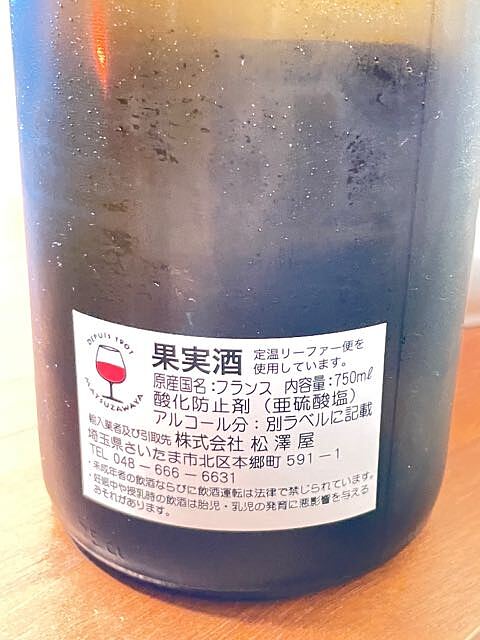 DEPUIS 1901
MATSUZAWAYA
果実酒 定温リーファー便を
使用しています。
原産国名:フランス 内容量:750mℓ
酸化防止剤(亜硫酸塩)
アルコール分:別ラベルに記載
輸入業者及び引取先 株式会社 松澤屋
埼玉県さいたま市北区本郷町591-1
TEL 048-666-6631
・未成年者の飲酒ならびに飲酒運転は法律で禁じられています。
・妊娠中や授乳時の飲酒は胎児・乳児の発育に悪影響を与える
おそれがあります。